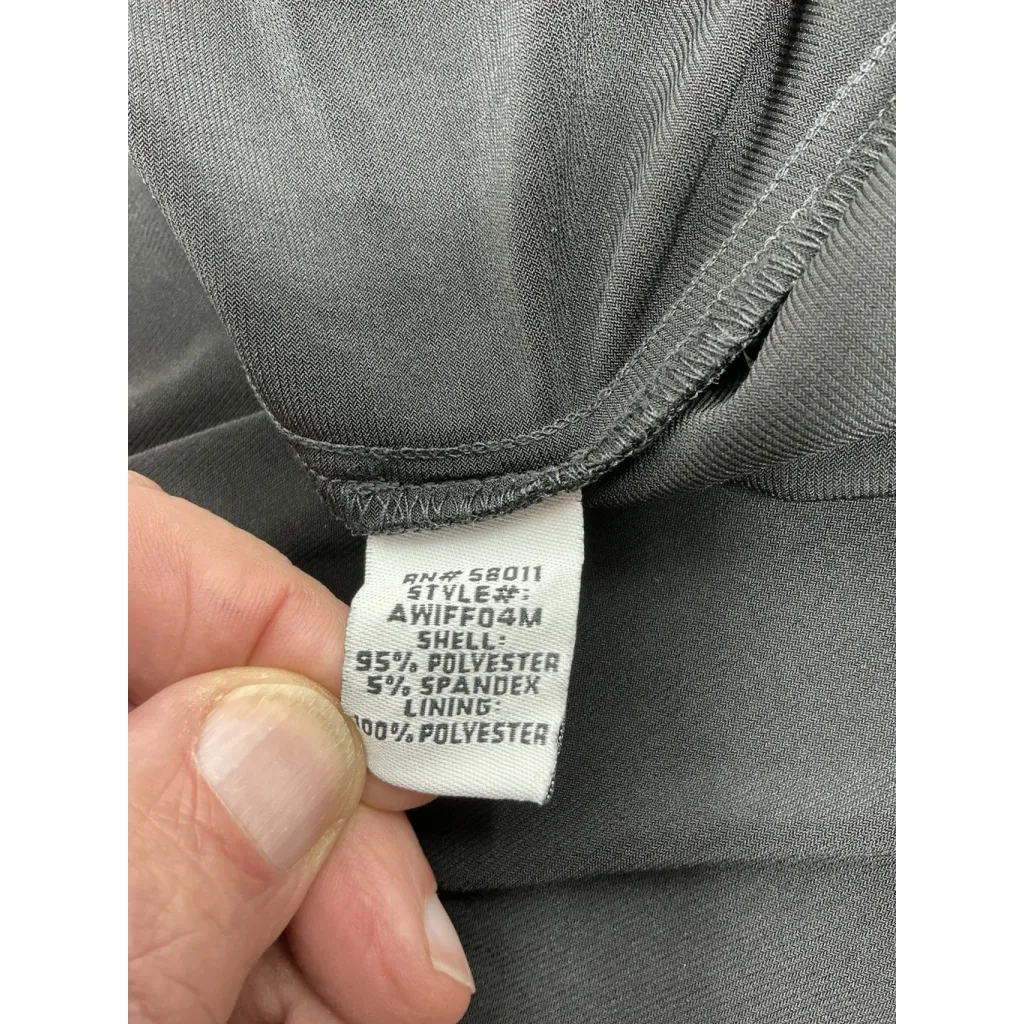 RN# 58011
STYLE#:
AWIFF04M
SHELL:
95% POLYESTER
5% SPANDEX
LINING:
100% POLYESTER